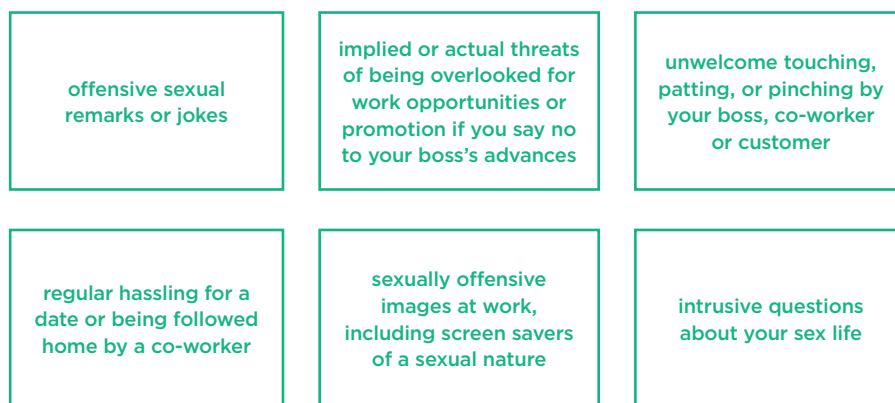 offensive sexual
remarks or jokes
implied or actual threats
of being overlooked for
work opportunities or
promotion if you say no
to your boss’s advances
unwelcome touching,
patting, or pinching by
your boss, co-worker
or customer
regular hassling for a
date or being followed
home by a co-worker
sexually offensive
images at work,
including screen savers
of a sexual nature
intrusive questions
about your sex life